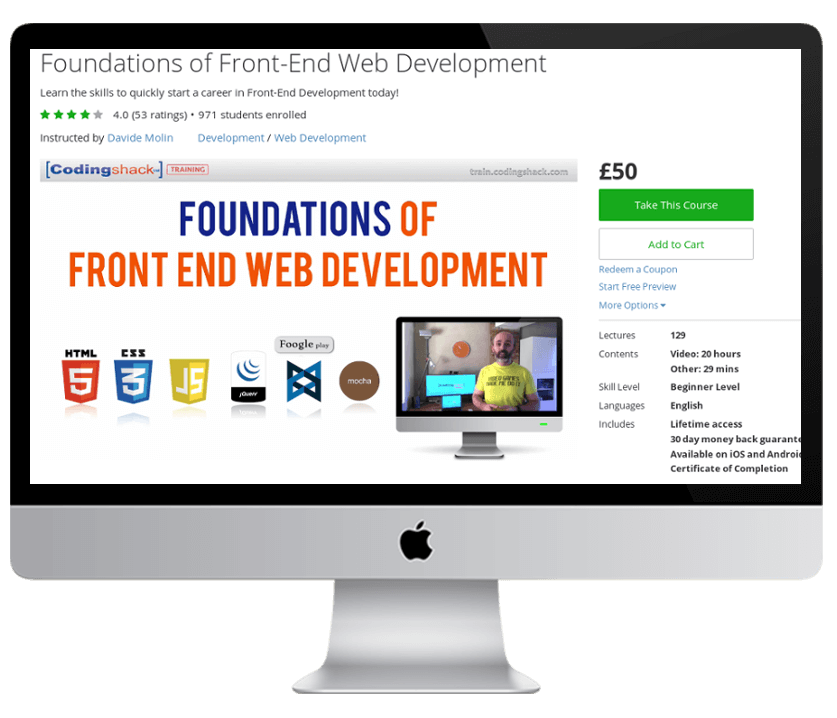 Foundations of Front-End Web Development
Learn the skills to quickly start a career in Front-End Development today!
4.0 (53 ratings) • 971 students enrolled
Instructed by Davide Molin Development / Web Development
[Codingshack] TRAINING
train.codingshack.com
FOUNDATIONS OF
FRONT END WEB DEVELOPMENT
HTML
5
CSS
3
JS
jQuery
Foogle play
mocha
£50
Take This Course
Add to Cart
Redeem a Coupon
Start Free Preview
More Options
Lectures 129
Contents Video: 20 hours
Other: 29 mins
Skill Level Beginner Level
Languages English
Includes Lifetime access
30 day money back guarante
Available on iOS and Androi
Certificate of Completion